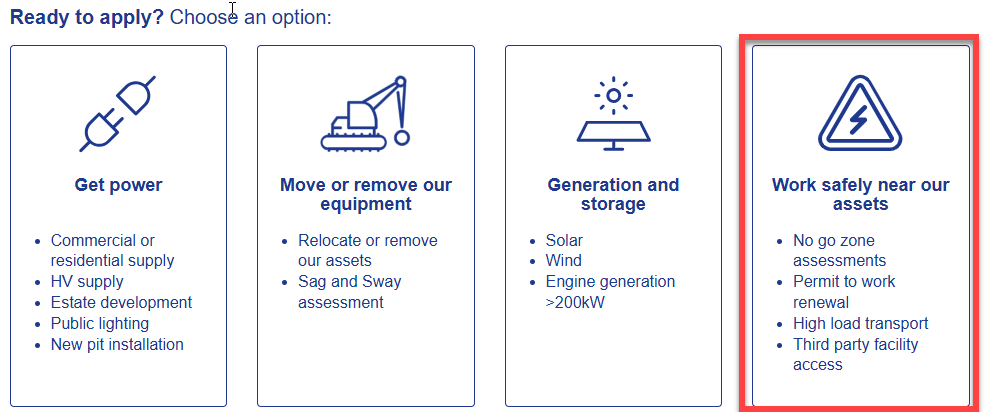 Ready to apply? Choose an option:
Get power
• Commercial or
residential supply
• HV supply
• Estate development
• Public lighting
• New pit installation
Move or remove our
equipment
• Relocate or remove
our assets
• Sag and Sway
assessment
Generation and
storage
• Solar
• Wind
• Engine generation
>200kW
Work safely near our
assets
• No go zone
assessments
• Permit to work
renewal
• High load transport
• Third party facility
access